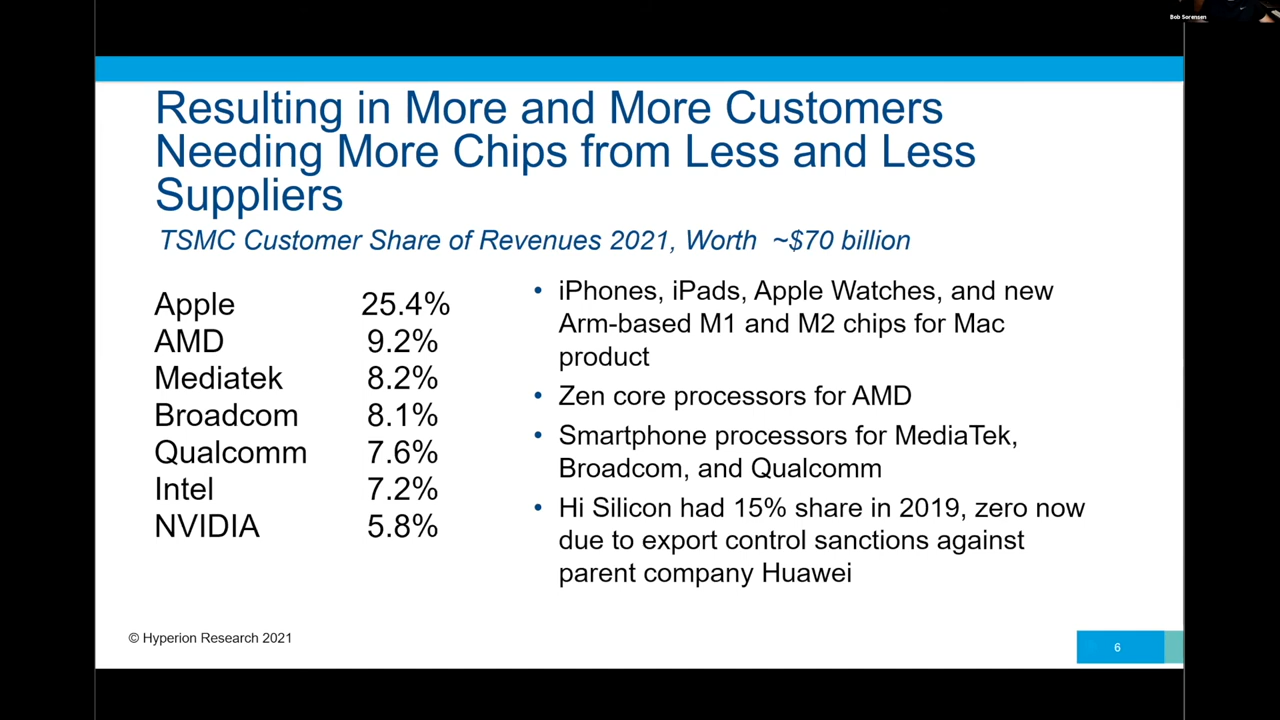 Bob Sorensen
Resulting in More and More Customers
Needing More Chips from Less and Less
Suppliers
TSMC Customer Share of Revenues 2021, Worth ~$70 billion
Apple 25.4%
AMD 9.2%
Mediatek 8.2%
Broadcom 8.1%
Qualcomm 7.6%
Intel 7.2%
NVIDIA 5.8%
• iPhones, iPads, Apple Watches, and new
Arm-based M1 and M2 chips for Mac
product
• Zen core processors for AMD
• Smartphone processors for MediaTek,
Broadcom, and Qualcomm
• Hi Silicon had 15% share in 2019, zero now
due to export control sanctions against
parent company Huawei
© Hyperion Research 2021
6